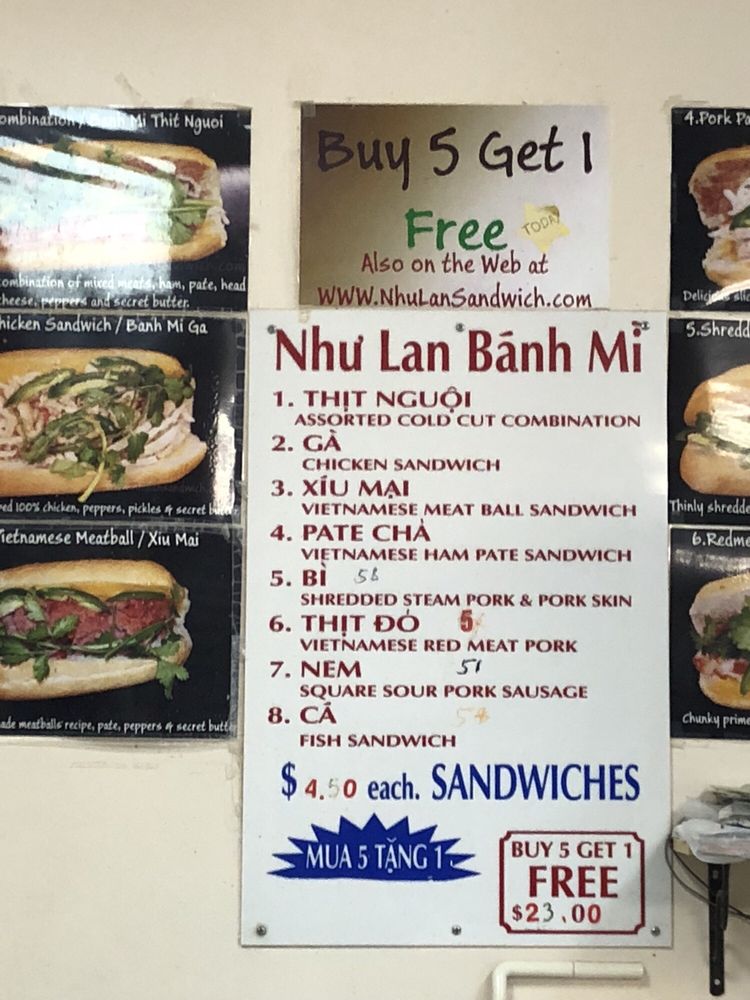 ombination / Banh Mi Thit Nguoi
ombination of mixed meats, ham, pate, head
cheese, peppers and secret butter.
hicken Sandwich / Banh Mi Ga
ed 100% chicken, peppers, pickles & secret butter
ietnamese Meatball / Xiu Mai
ade meatballs recipe, pate, peppers & secret butt
Buy 5 Get 1
Free TODAY
Also on the Web at
WWW.NhuLanSandwich.com
Như Lan Bánh Mì
1. THỊT NGUỘI
ASSORTED COLD CUT COMBINATION
2. GÀ
CHICKEN SANDWICH
3. XÍU MẠI
VIETNAMESE MEAT BALL SANDWICH
4. PATE CHẢ
VIETNAMESE HAM PATE SANDWICH
5. BÌ
SHREDDED STEAM PORK & PORK SKIN
6. THỊT ĐỎ 5
VIETNAMESE RED MEAT PORK
7. NEM
SQUARE SOUR PORK SAUSAGE
8. CÁ
FISH SANDWICH
$ 4.50 each. SANDWICHES
MUA 5 TẶNG 1
BUY 5 GET 1
FREE
$23.00
4.Pork Pa
Delicious sli
5.Shredd
Thinly shredde
6.Redme
Chunky prime